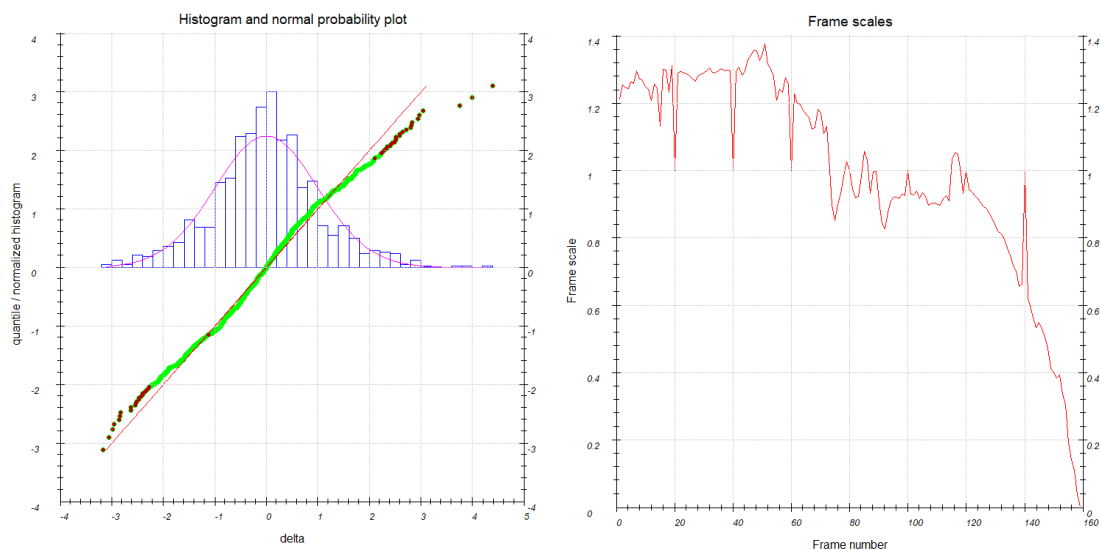 Histogram and normal probability plot
4 4
3 3
2 2
1 1
0 0
-1 -1
-2 -2
-3 -3
-4 -4
-4 -3 -2 -1 0 1 2 3 4 5
quantile / normalized histogram
delta
Frame scales
1.4 1.4
1.2 1.2
1 1
0.8 0.8
0.6 0.6
0.4 0.4
0.2 0.2
0 0
0 20 40 60 80 100 120 140 160
Frame scale
Frame number